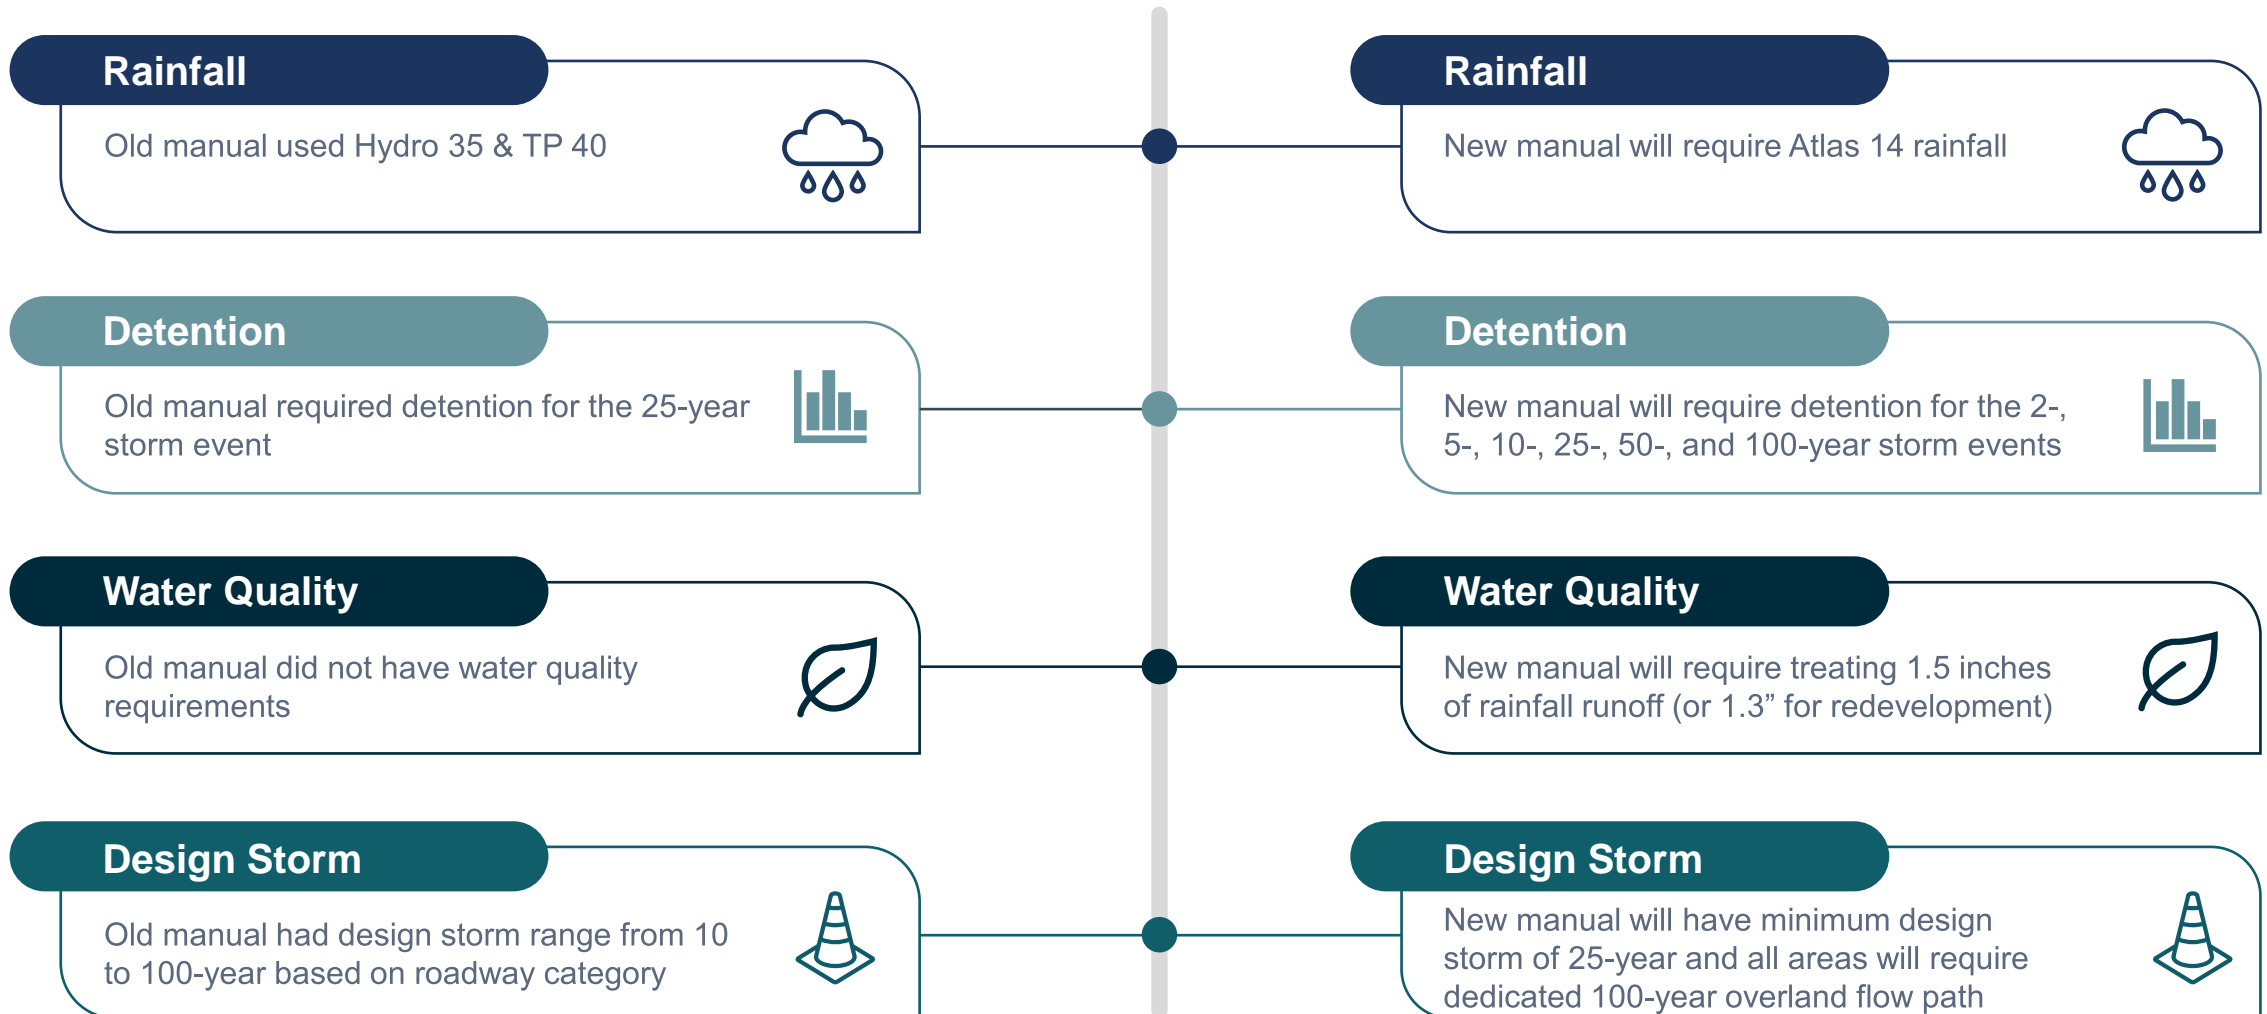 Rainfall
Old manual used Hydro 35 & TP 40
Rainfall
New manual will require Atlas 14 rainfall
Detention
Old manual required detention for the 25-year
storm event
Detention
New manual will require detention for the 2-,
5-, 10-, 25-, 50-, and 100-year storm events
Water Quality
Old manual did not have water quality
requirements
Water Quality
New manual will require treating 1.5 inches
of rainfall runoff (or 1.3” for redevelopment)
Design Storm
Old manual had design storm range from 10
to 100-year based on roadway category
Design Storm
New manual will have minimum design
storm of 25-year and all areas will require
dedicated 100-year overland flow path